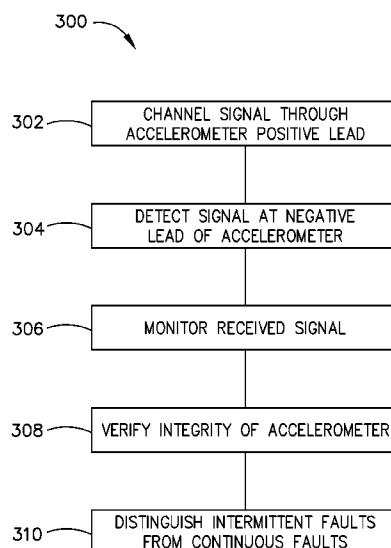 300
302
CHANNEL SIGNAL THROUGH
ACCELEROMETER POSITIVE LEAD
304
DETECT SIGNAL AT NEGATIVE
LEAD OF ACCELEROMETER
306
MONITOR RECEIVED SIGNAL
308
VERIFY INTEGRITY OF ACCELEROMETER
310
DISTINGUISH INTERMITTENT FAULTS
FROM CONTINUOUS FAULTS